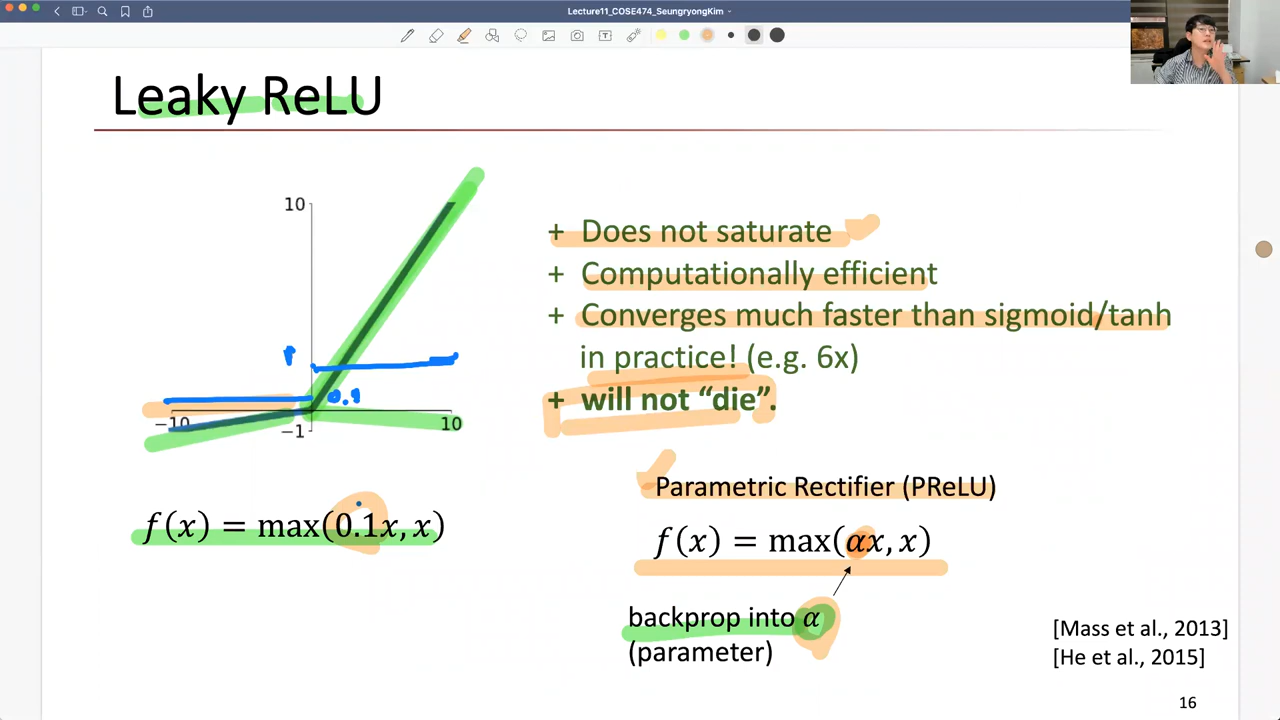 Lecture11_COSE474_SeungryongKim
Leaky ReLU
10
+ Does not saturate
+ Computationally efficient
+ Converges much faster than sigmoid/tanh
in practice! (e.g. 6x)
+ will not “die”.
0.1
−10
10
−1
Parametric Rectifier (PReLU)
f(x) = max(0.1x, x)
f(x) = max(αx, x)
backprop into α
(parameter)
[Mass et al., 2013]
[He et al., 2015]
16